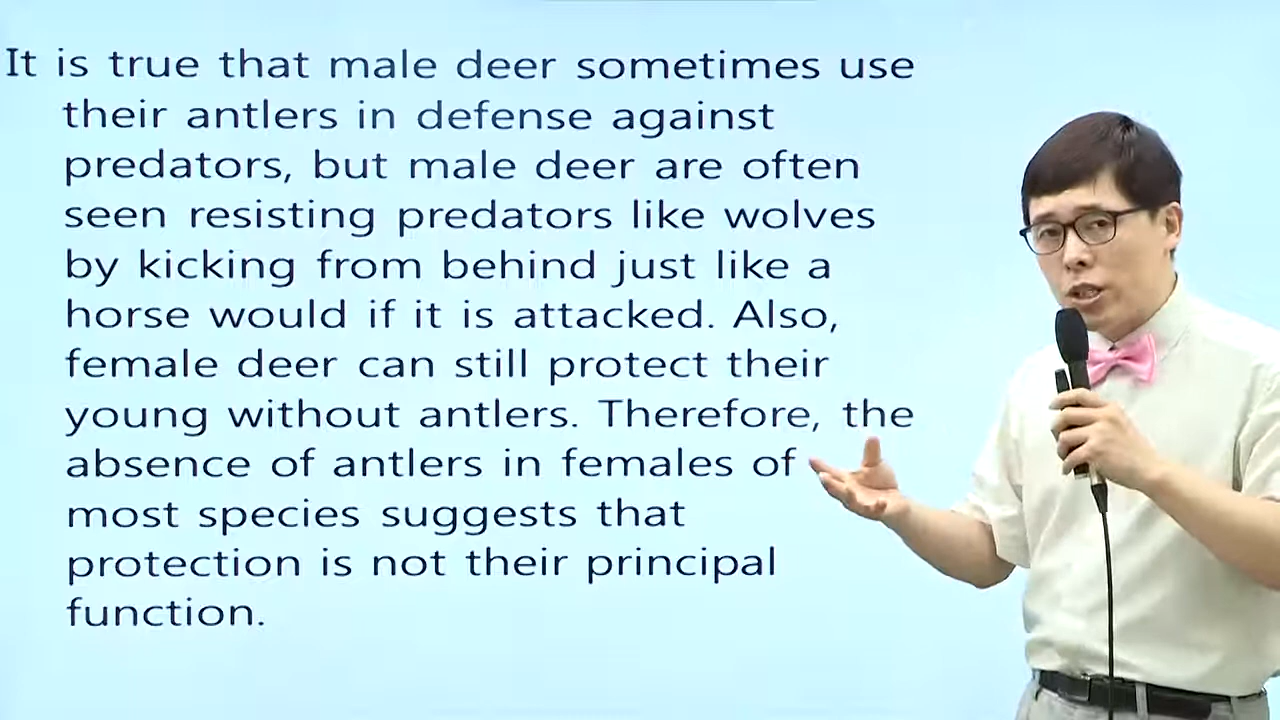 It is true that male deer sometimes use
their antlers in defense against
predators, but male deer are often
seen resisting predators like wolves
by kicking from behind just like a
horse would if it is attacked. Also,
female deer can still protect their
young without antlers. Therefore, the
absence of antlers in females of
most species suggests that
protection is not their principal
function.